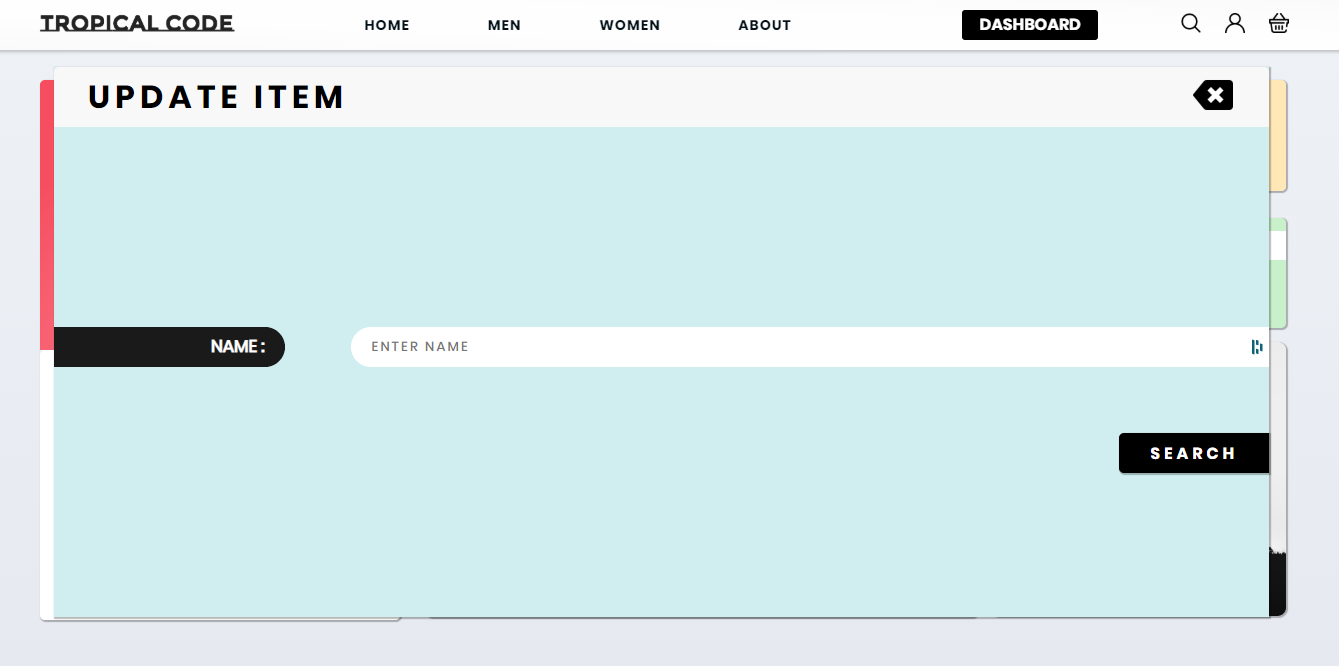 TROPICAL CODE
HOME
MEN
WOMEN
ABOUT
DASHBOARD
UPDATE ITEM
NAME :
ENTER NAME
SEARCH